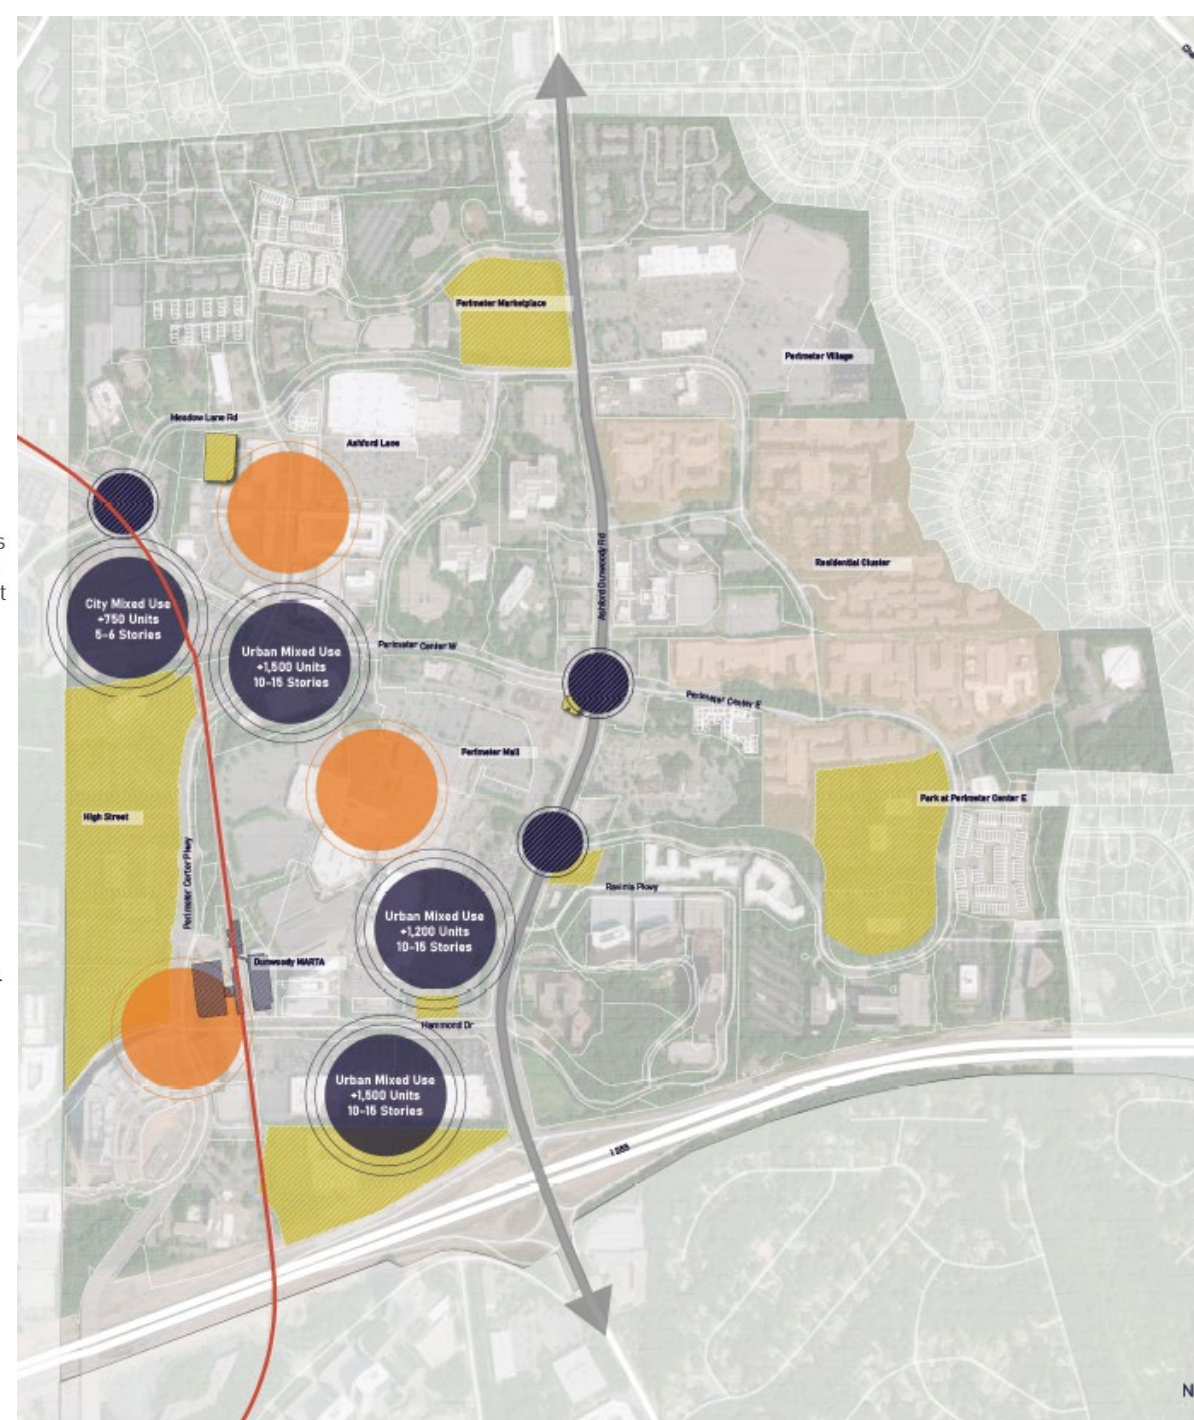 Perimeter Marketplace
Perimeter Village
Meadow Lane Rd
Ashford Lane
s
t
Ashford Dunwoody Rd
Residential Cluster
City Mixed Use
+750 Units
5-6 Stories
Urban Mixed Use
+1,500 Units
10-15 Stories
Perimeter Center W
Perimeter Center E
Perimeter Mall
High Street
Park at Perimeter Center E
Perimeter Center Pkwy
Ravinia Pkwy
Urban Mixed Use
+1,200 Units
10-15 Stories
Dunwoody MARTA
Hammond Dr
Urban Mixed Use
+1,500 Units
10-15 Stories
I 285
N